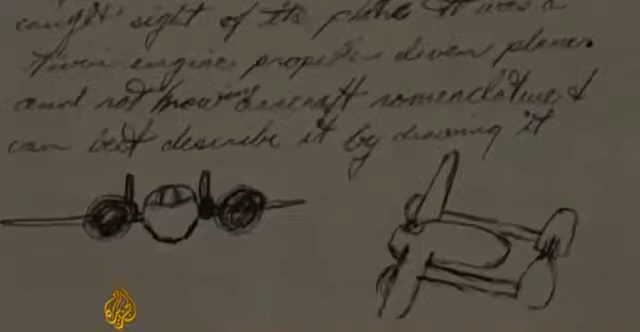 caught sight of the plane It was a
twin engine propeller driven plane.
and not knowing aircraft nomenclature I
can best describe it by drawing it
الجزيرة